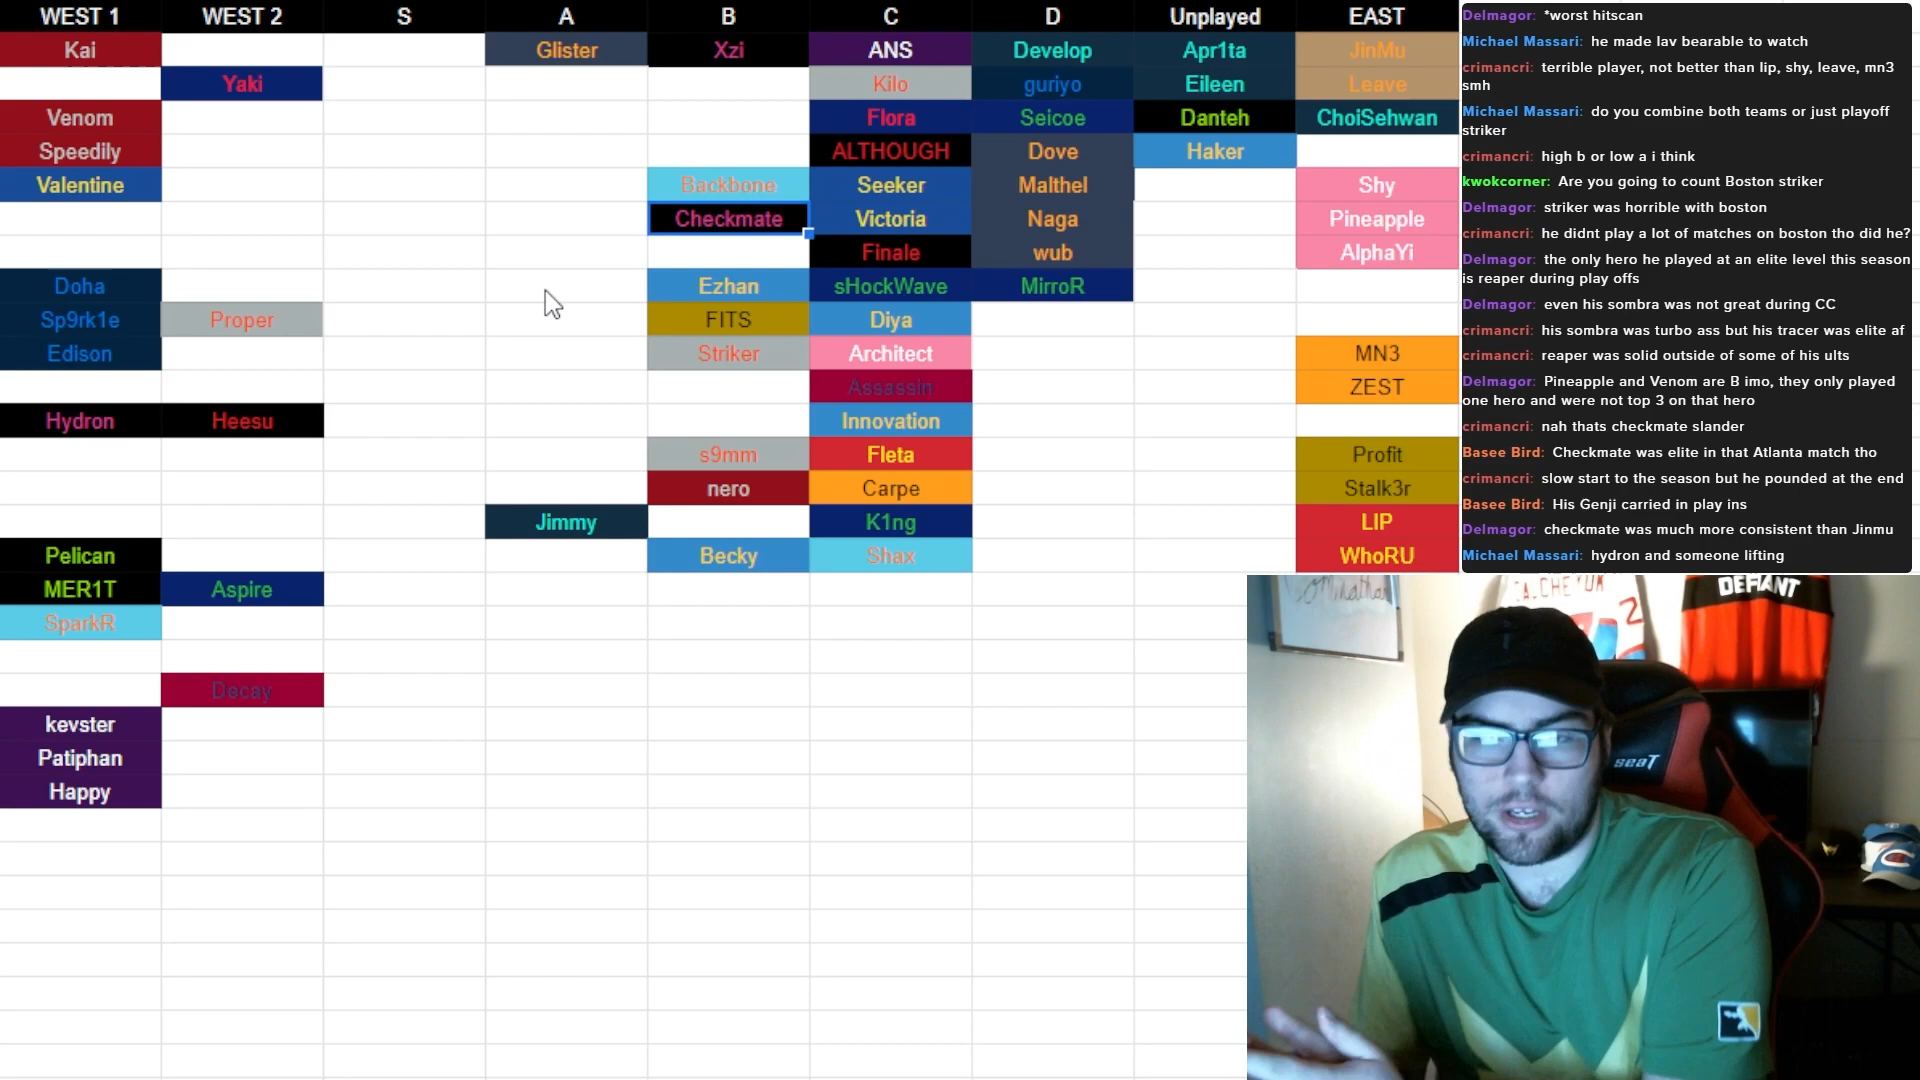 WEST 1 WEST 2 S A B C D Unplayed EAST
Kai Glister Xzi ANS Develop Apr1ta JinMu
Yaki Kilo guriyo Eileen Leave
Venom Flora Seicoe Danteh ChoiSehwan
Speedily ALTHOUGH Dove Haker
Valentine Backbone Seeker Malthel Shy
Checkmate Victoria Naga Pineapple
Finale wub AlphaYi
Doha Ezhan sHockWave MirroR
Sp9rk1e Proper FITS Diya
Edison Striker Architect MN3
Assassin ZEST
Hydron Heesu Innovation
s9mm Fleta Profit
nero Carpe Stalk3r
Jimmy K1ng LIP
Pelican Becky Shax WhoRU
MER1T Aspire
SparkR
Decay
kevster
Patiphan
Happy
Delmagor: *worst hitscan
Michael Massari: he made lav bearable to watch
crimancri: terrible player, not better than lip, shy, leave, mn3
smh
Michael Massari: do you combine both teams or just playoff
striker
crimancri: high b or low a i think
kwokcorner: Are you going to count Boston striker
Delmagor: striker was horrible with boston
crimancri: he didnt play a lot of matches on boston tho did he?
Delmagor: the only hero he played at an elite level this season
is reaper during play offs
Delmagor: even his sombra was not great during CC
crimancri: his sombra was turbo ass but his tracer was elite af
crimancri: reaper was solid outside of some of his ults
Delmagor: Pineapple and Venom are B imo, they only played
one hero and were not top 3 on that hero
crimancri: nah thats checkmate slander
Basee Bird: Checkmate was elite in that Atlanta match tho
crimancri: slow start to the season but he pounded at the end
Basee Bird: His Genji carried in play ins
Delmagor: checkmate was much more consistent than Jinmu
Michael Massari: hydron and someone lifting
DEFIANT
seaT